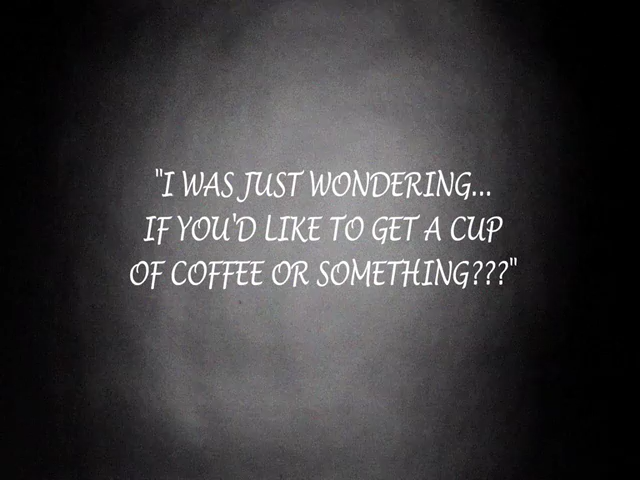 "I WAS JUST WONDERING...
IF YOU'D LIKE TO GET A CUP
OF COFFEE OR SOMETHING???"